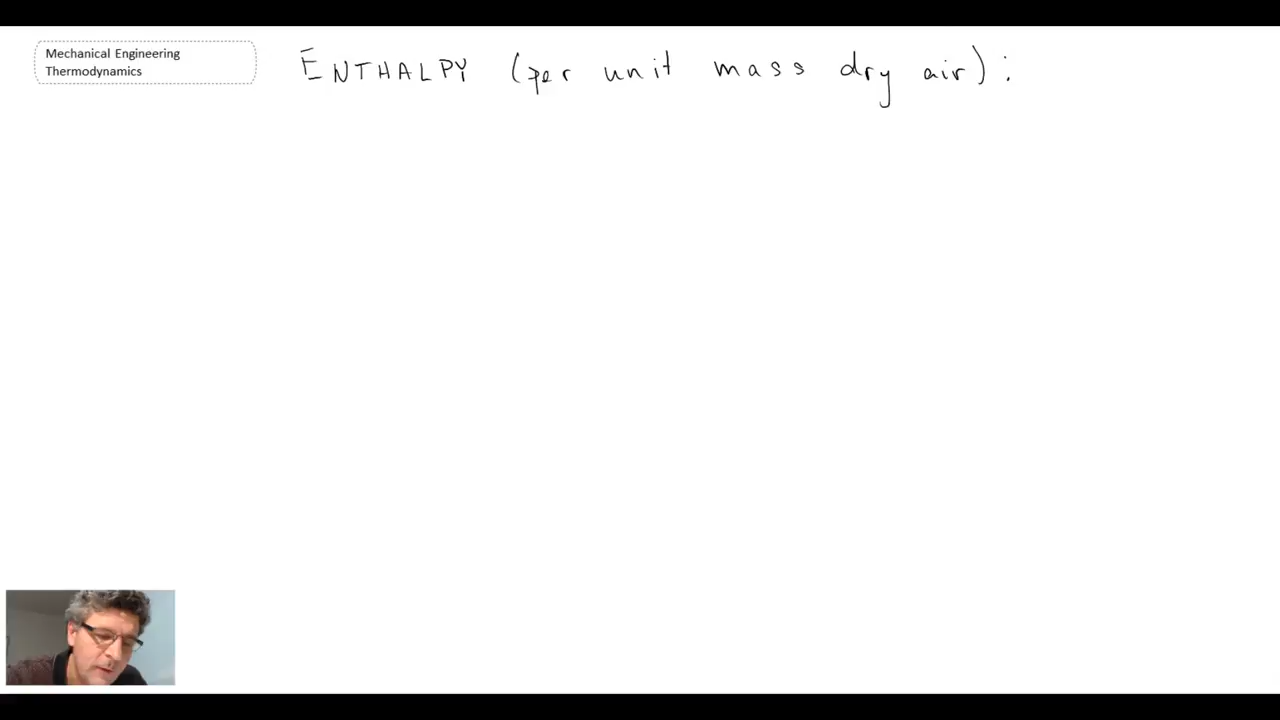 Mechanical Engineering
Thermodynamics
ENTHALPY (per unit mass dry air):